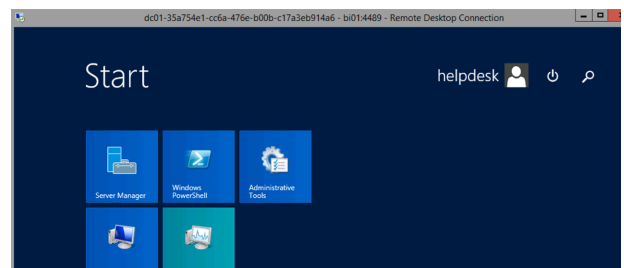 dc01-35a754e1-cc6a-476e-b00b-c17a3eb914a6 - bi01:4489 - Remote Desktop Connection
Start
helpdesk
Server Manager
Windows
PowerShell
Administrative
Tools